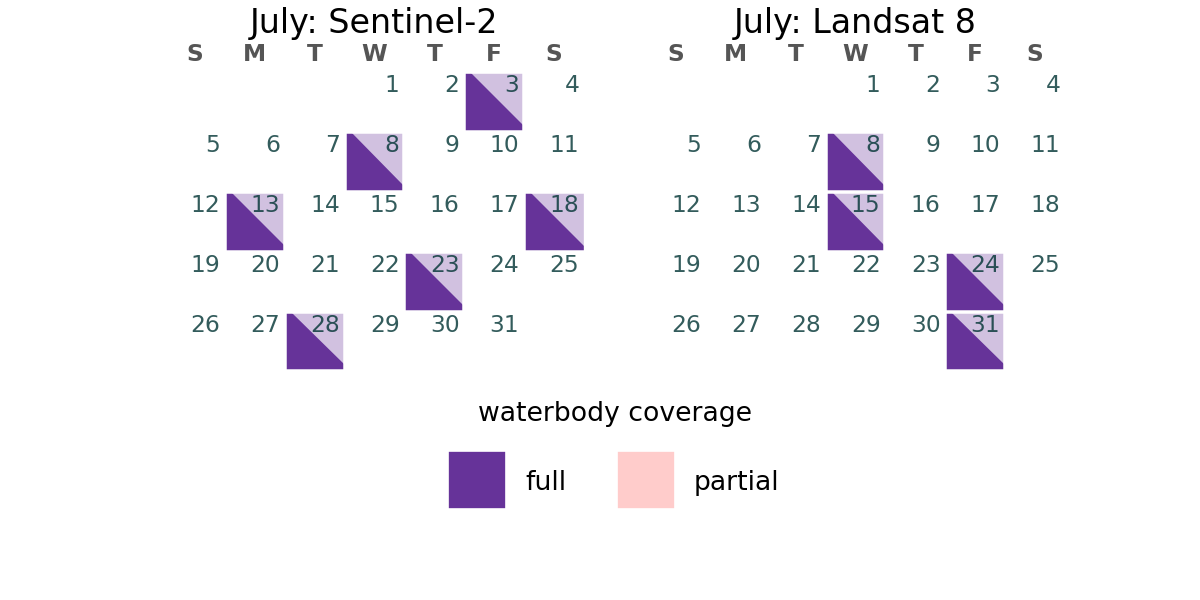 July: Sentinel-2
S M T W T F S
1 2 3 4
5 6 7 8 9 10 11
12 13 14 15 16 17 18
19 20 21 22 23 24 25
26 27 28 29 30 31
July: Landsat 8
S M T W T F S
1 2 3 4
5 6 7 8 9 10 11
12 13 14 15 16 17 18
19 20 21 22 23 24 25
26 27 28 29 30 31
waterbody coverage
full partial